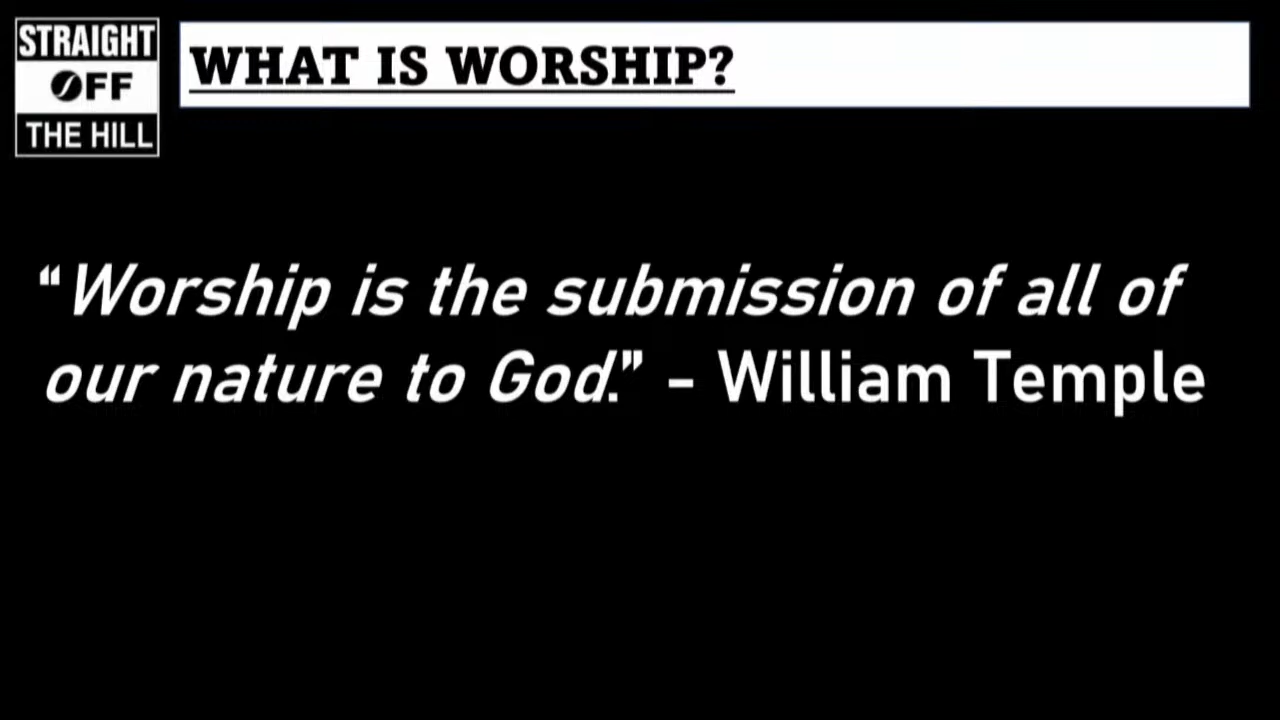 STRAIGHT
OFF
THE HILL
WHAT IS WORSHIP?
“Worship is the submission of all of
our nature to God.” – William Temple